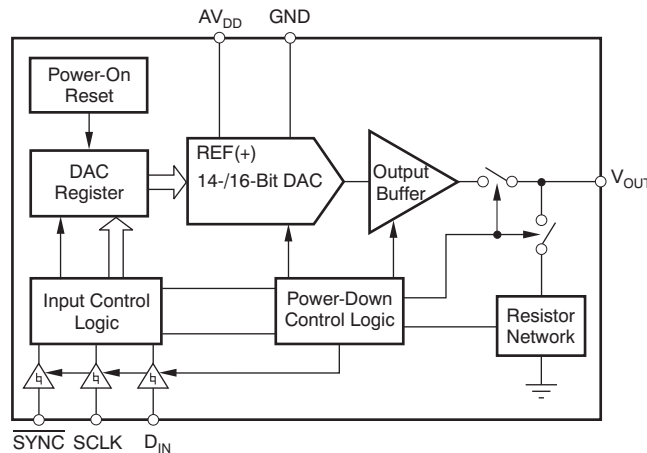 AVDD GND
Power-On
Reset
REF(+)
14-/16-Bit DAC
DAC
Register
Output
Buffer
VOUT
Input Control
Logic
Power-Down
Control Logic
Resistor
Network
SYNC SCLK DIN